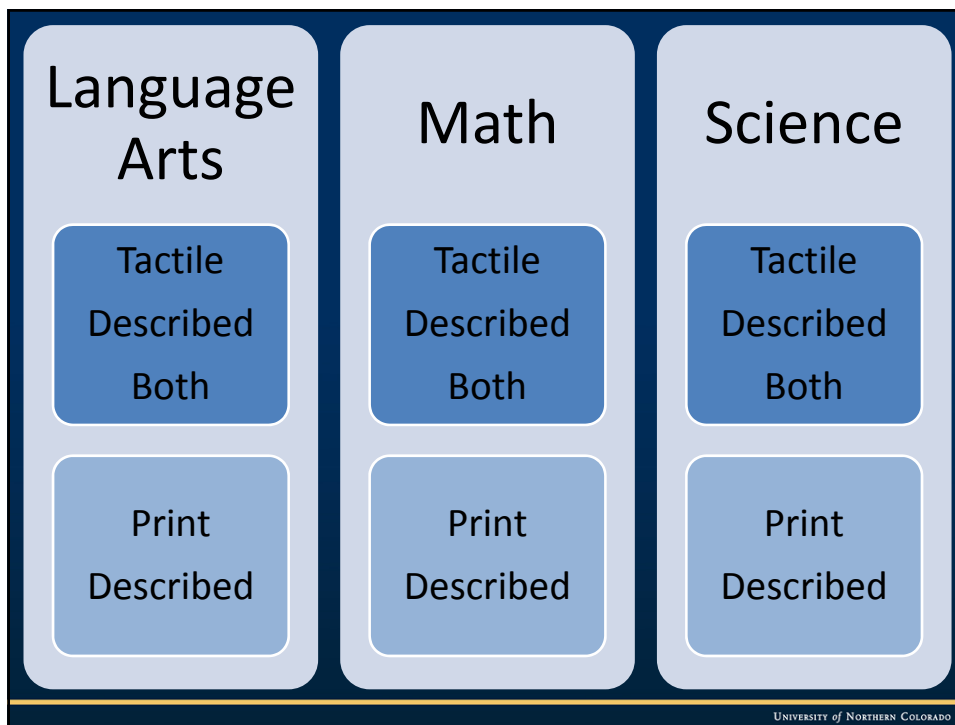 Language
Arts
Tactile
Described
Both
Print
Described
Math
Tactile
Described
Both
Print
Described
Science
Tactile
Described
Both
Print
Described
UNIVERSITY of NORTHERN COLORADO